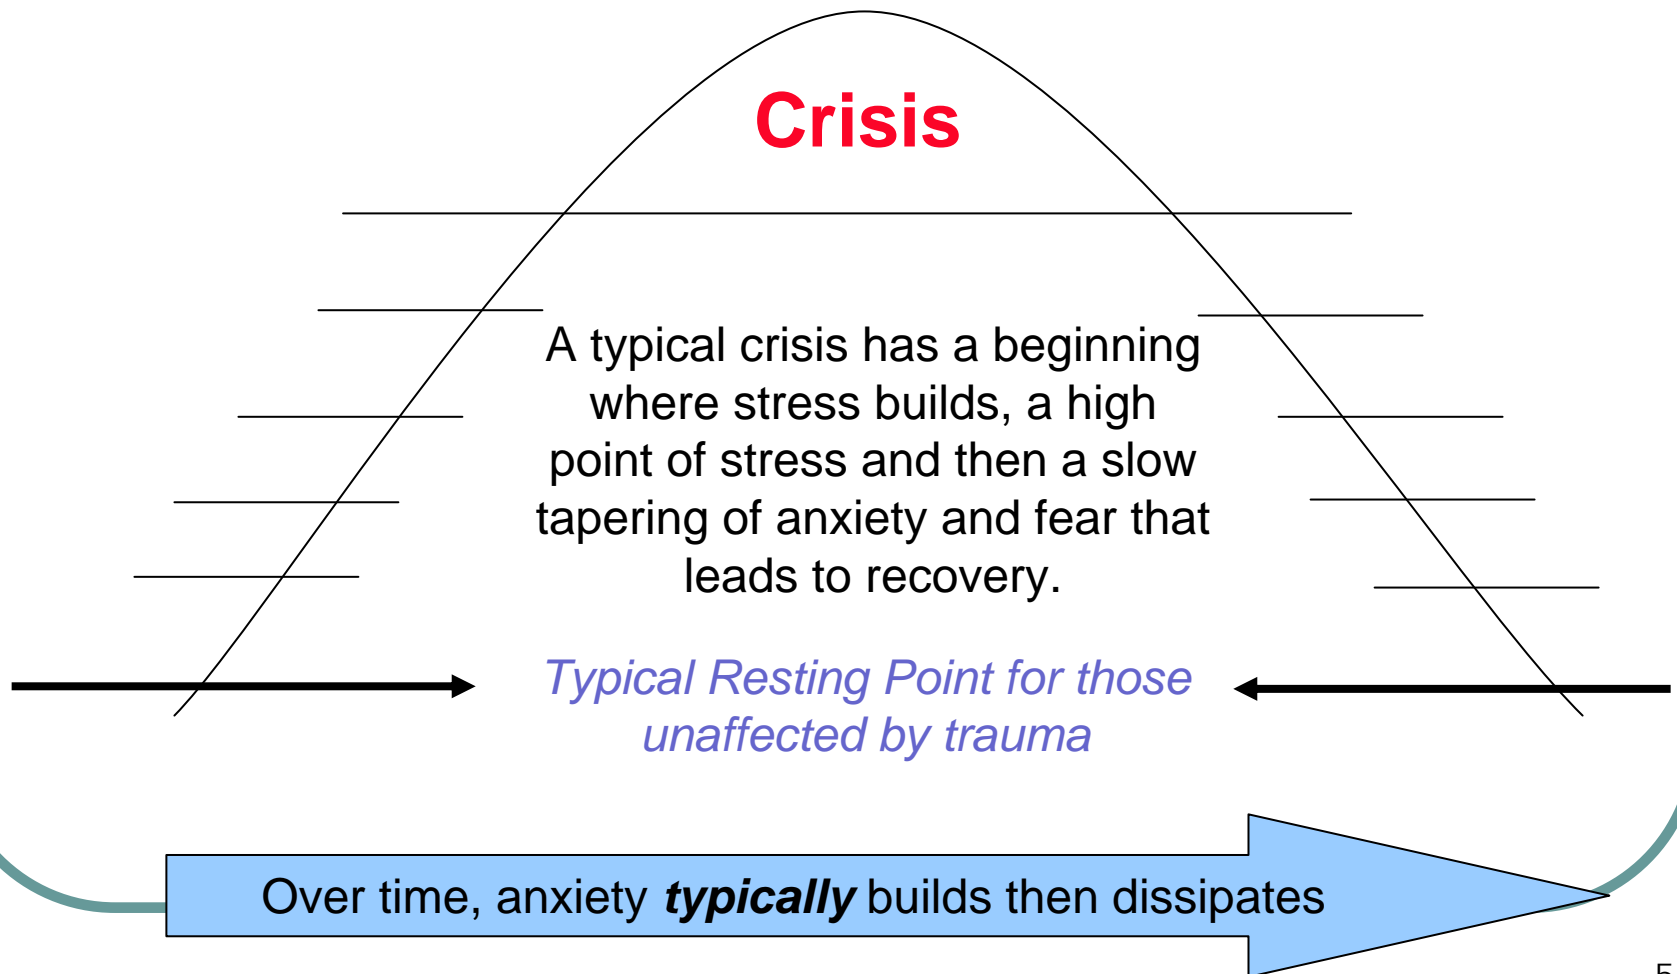 Crisis
A typical crisis has a beginning
where stress builds, a high
point of stress and then a slow
tapering of anxiety and fear that
leads to recovery.
Typical Resting Point for those
unaffected by trauma
Over time, anxiety typically builds then dissipates
5